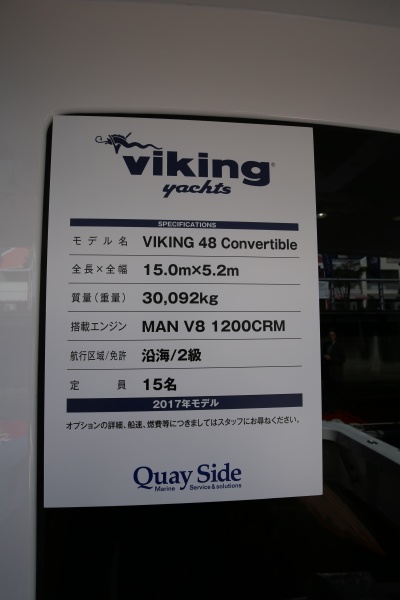 viking®
yachts
SPECIFICATIONS
モデル名 VIKING 48 Convertible
全長×全幅 15.0m×5.2m
質量(重量) 30,092kg
搭載エンジン MAN V8 1200CRM
航行区域/免許 沿海/2級
定員 15名
2017年モデル
オプションの詳細、船速、燃費等につきましてはスタッフにお尋ねください。
Quay Side
Marine Service & solutions